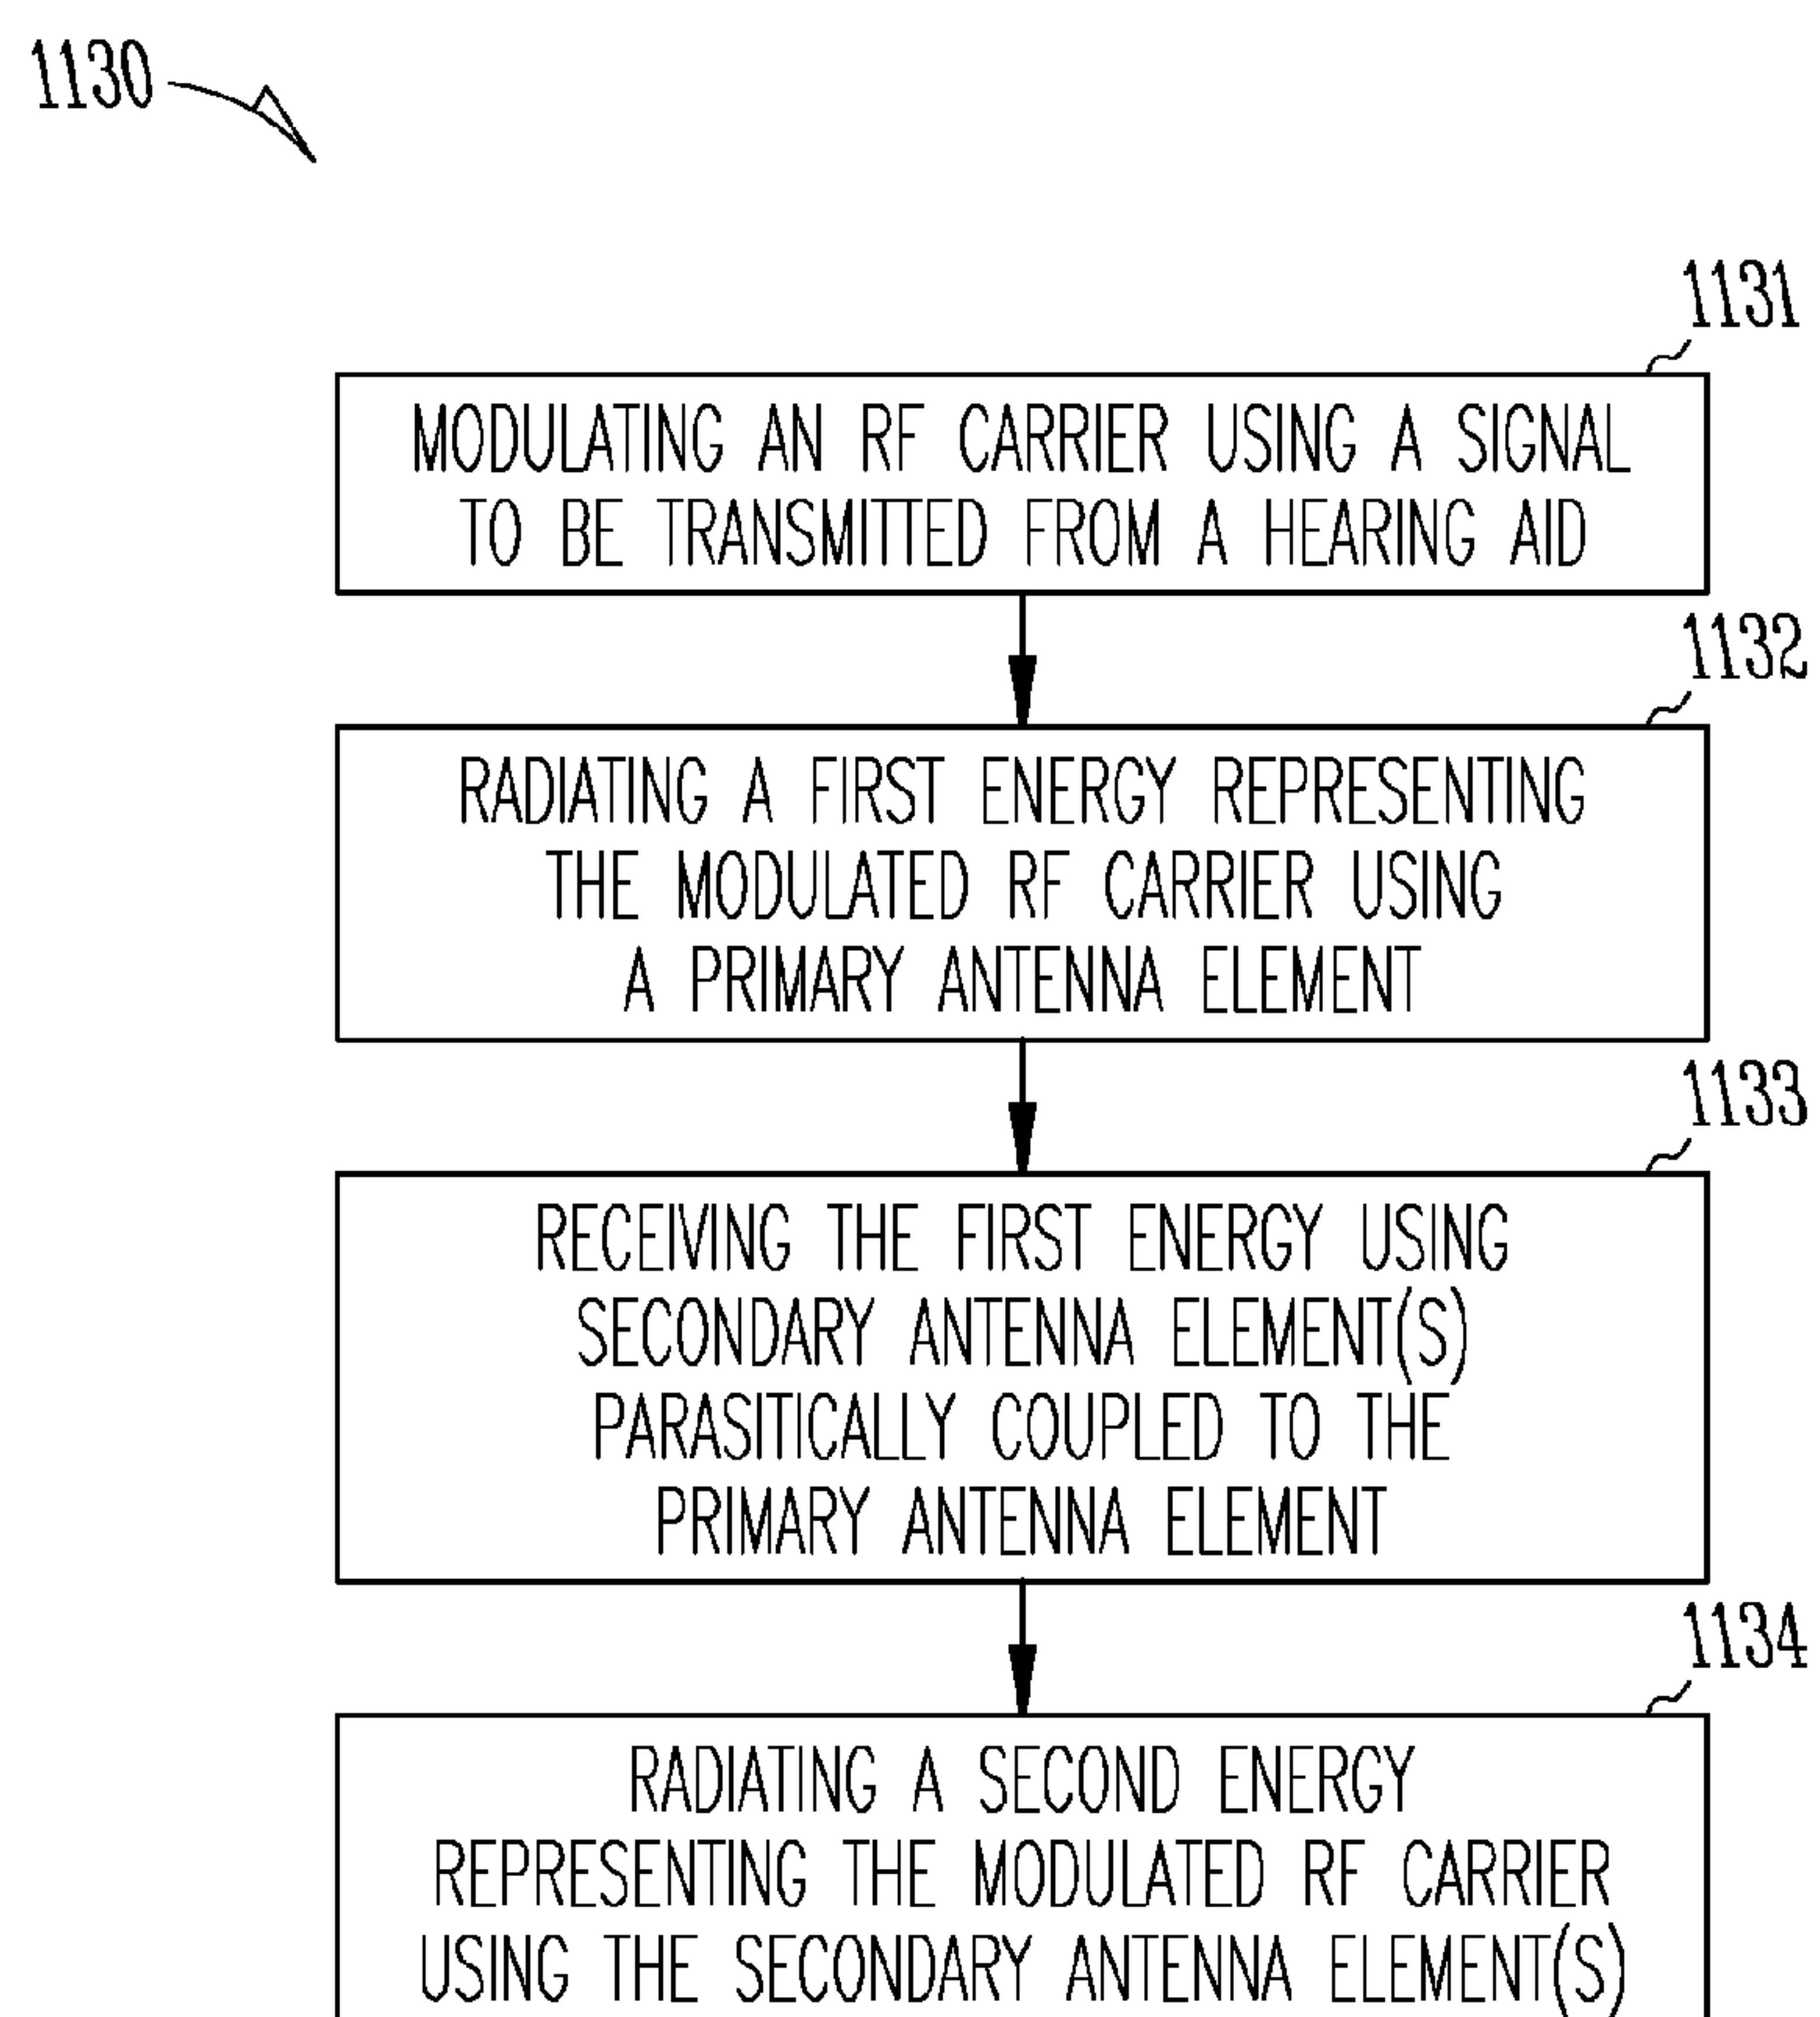 1130
1131
MODULATING AN RF CARRIER USING A SIGNAL
TO BE TRANSMITTED FROM A HEARING AID
1132
RADIATING A FIRST ENERGY REPRESENTING
THE MODULATED RF CARRIER USING
A PRIMARY ANTENNA ELEMENT
1133
RECEIVING THE FIRST ENERGY USING
SECONDARY ANTENNA ELEMENT(S)
PARASITICALLY COUPLED TO THE
PRIMARY ANTENNA ELEMENT
1134
RADIATING A SECOND ENERGY
REPRESENTING THE MODULATED RF CARRIER
USING THE SECONDARY ANTENNA ELEMENT(S)